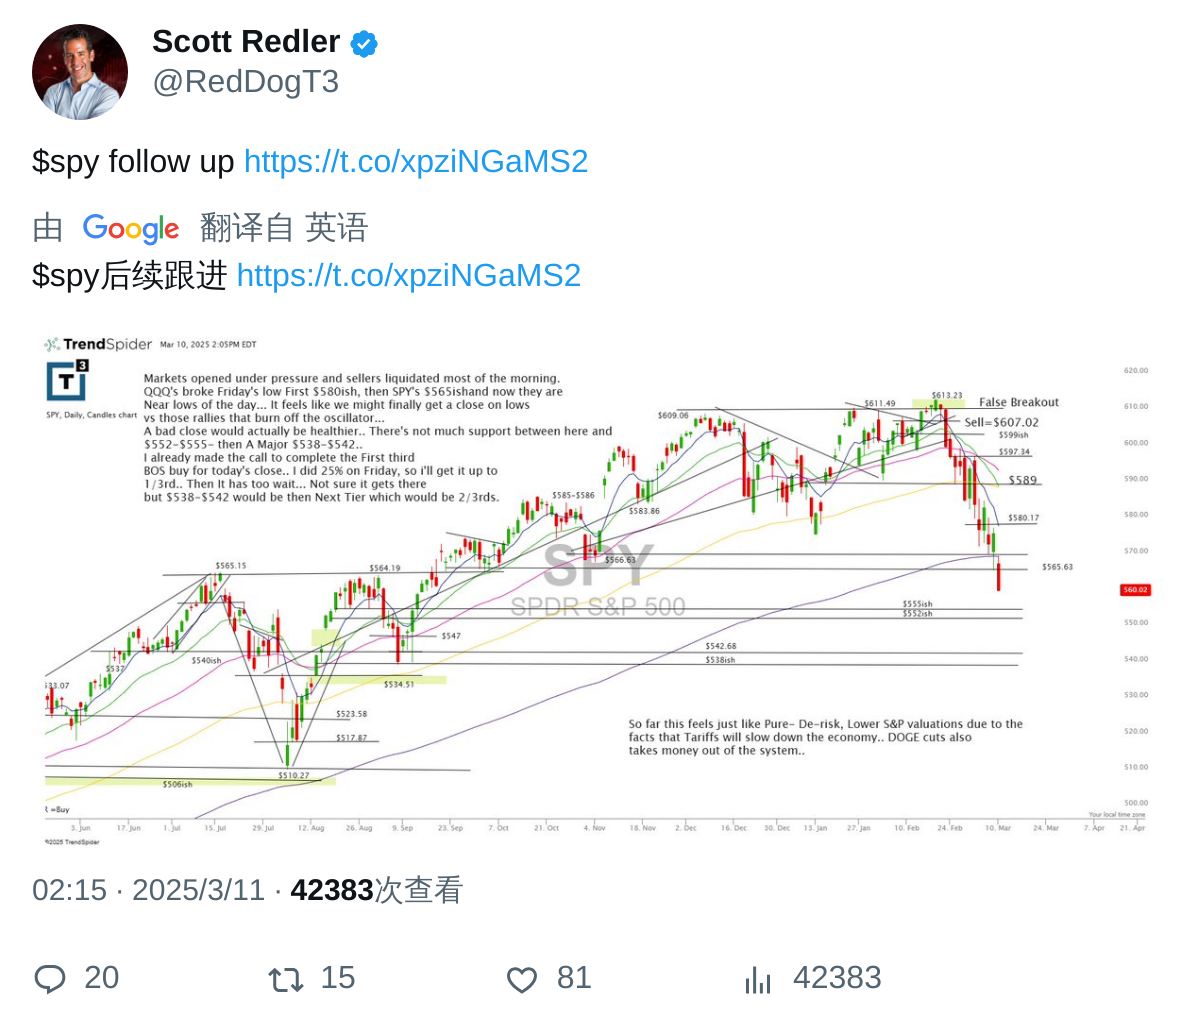 Scott Redler
@RedDogT3
$spy follow up https://t.co/xpziNGaMS2
由 Google 翻译自 英语
$spy后续跟进 https://t.co/xpziNGaMS2
TrendSpider Mar 10, 2025 2:05PM EDT
T3
SPY, Daily, Candles chart
Markets opened under pressure and sellers liquidated most of the morning.
QQQ's broke Friday's low First $580ish, then SPY's $565ishand now they are
Near lows of the day... It feels like we might finally get a close on lows
vs those rallies that burn off the oscillator...
A bad close would actually be healthier.. There's not much support between here and
$552-$555- then A Major $538-$542..
I already made the call to complete the First third
BOS buy for today's close.. I did 25% on Friday, so i'll get it up to
1/3rd.. Then It has too wait... Not sure it gets there
but $538-$542 would be then Next Tier which would be 2/3rds.
620.00
610.00
600.00
590.00
580.00
570.00
560.02
550.00
540.00
530.00
520.00
510.00
500.00
$613.23
False Breakout
$611.49
$609.06
Sell=$607.02
$599ish
$597.34
$589
$585-$586
$583.86
$580.17
$566.63
$565.63
$565.15
$564.19
SPY
SPDR S&P 500
$555ish
$552ish
$547
$542.68
$538ish
$540ish
$537
$534.51
$523.58
$517.87
$510.27
$506ish
So far this feels just like Pure- De-risk, Lower S&P valuations due to the
facts that Tariffs will slow down the economy.. DOGE cuts also
takes money out of the system..
=Buy
Your local time zone
3. Jun 17. Jun 1. Jul 15. Jul 29. Jul 12. Aug 26. Aug 9. Sep 23. Sep 7. Oct 21. Oct 4. Nov 18. Nov 2. Dec 16. Dec 30. Dec 13. Jan 27. Jan 10. Feb 24. Feb 10. Mar 24. Mar 7. Apr 21. Apr
©2025 TrendSpider
02:15 · 2025/3/11 · 42383次查看
20 15 81 42383